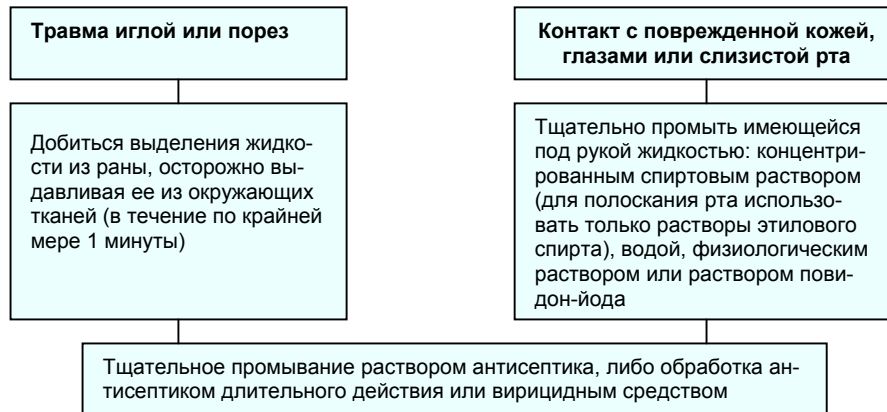 Травма иглой или порез
Добиться выделения жидко-
сти из раны, осторожно вы-
давливая ее из окружающих
тканей (в течение по крайней
мере 1 минуты)
Контакт с поврежденной кожей,
глазами или слизистой рта
Тщательно промыть имеющейся
под рукой жидкостью: концентри-
рованным спиртовым раствором
(для полоскания рта использо-
вать только растворы этилового
спирта), водой, физиологическим
раствором или раствором пови-
дон-йода
Тщательное промывание раствором антисептика, либо обработка ан-
тисептиком длительного действия или вирицидным средством